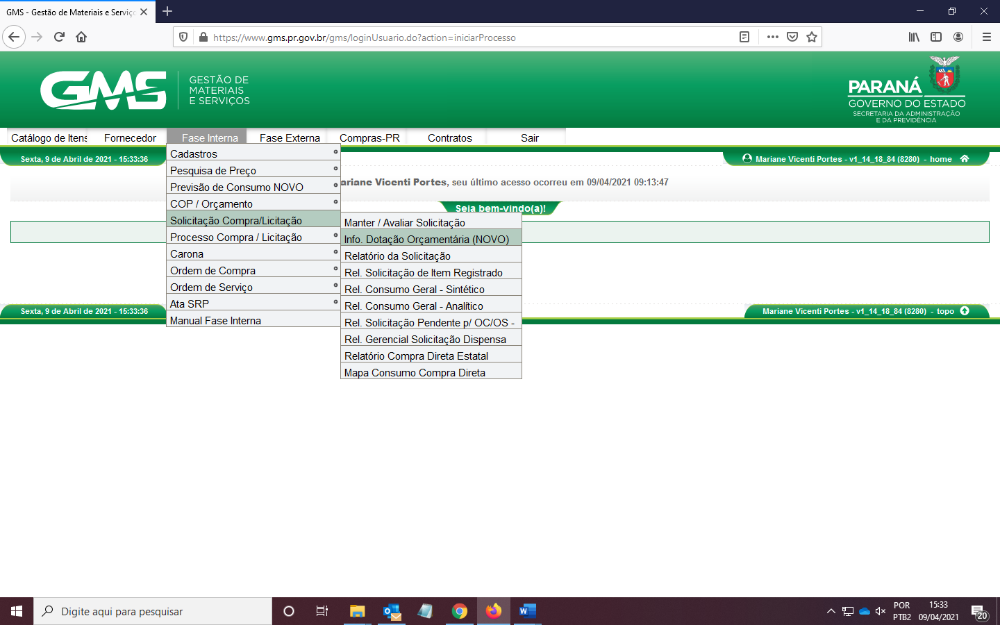 GMS - Gestão de Materiais e Serviç
https://www.gms.pr.gov.br/gms/loginUsuario.do?action=iniciarProcesso
GMS
GESTÃO DE
MATERIAIS
E SERVIÇOS
PARANÁ
GOVERNO DO ESTADO
SECRETARIA DA ADMINISTRAÇÃO
E DA PREVIDÊNCIA
Catálogo de Itens
Fornecedor
Fase Interna
Fase Externa
Compras-PR
Contratos
Sair
Sexta, 9 de Abril de 2021 - 15:33:36
Mariane Vicenti Portes - v1_14_18_84 (8280) - home
ariane Vicenti Portes, seu último acesso ocorreu em 09/04/2021 09:13:47
Seja bem-vindo(a)!
Cadastros
Pesquisa de Preço
Previsão de Consumo NOVO
COP / Orçamento
Solicitação Compra/Licitação
Processo Compra / Licitação
Carona
Ordem de Compra
Ordem de Serviço
Ata SRP
Manual Fase Interna
Manter / Avaliar Solicitação
Info. Dotação Orçamentária (NOVO)
Relatório da Solicitação
Rel. Solicitação de Item Registrado
Rel. Consumo Geral - Sintético
Rel. Consumo Geral - Analítico
Rel. Solicitação Pendente p/ OC/OS -
Rel. Gerencial Solicitação Dispensa
Relatório Compra Direta Estatal
Mapa Consumo Compra Direta
Sexta, 9 de Abril de 2021 - 15:33:36
Mariane Vicenti Portes - v1_14_18_84 (8280) - topo
Digite aqui para pesquisar
POR
PTB2
15:33
09/04/2021
20